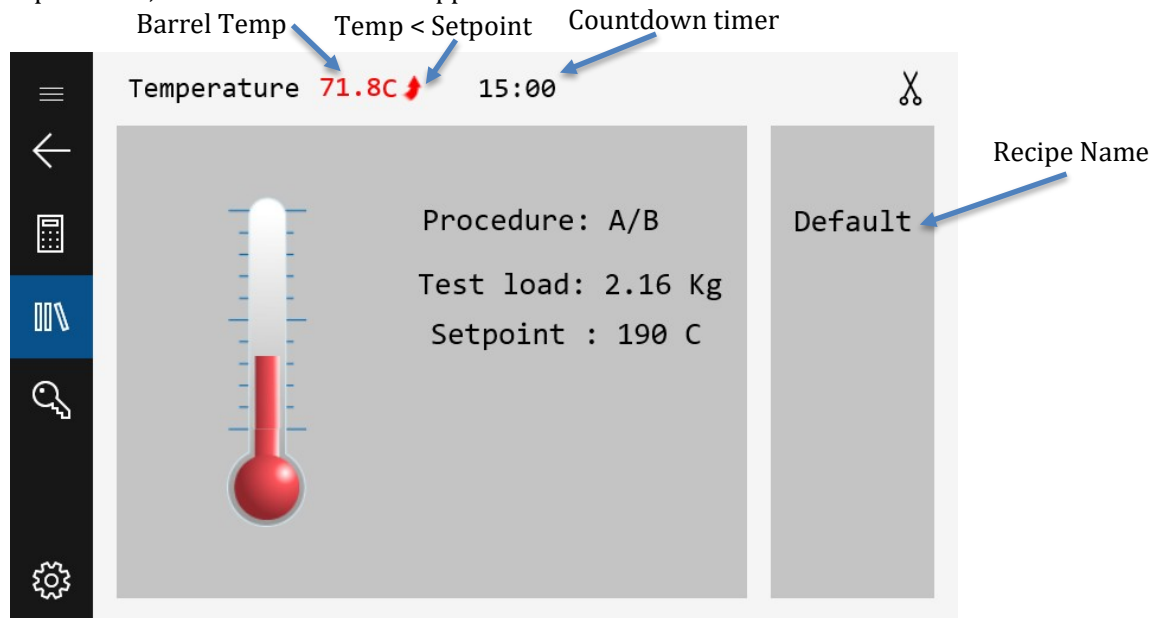 Barrel Temp
Temp < Setpoint
Countdown timer
Temperature 71.8C 15:00
Recipe Name
Procedure: A/B
Default
Test load: 2.16 Kg
Setpoint : 190 C